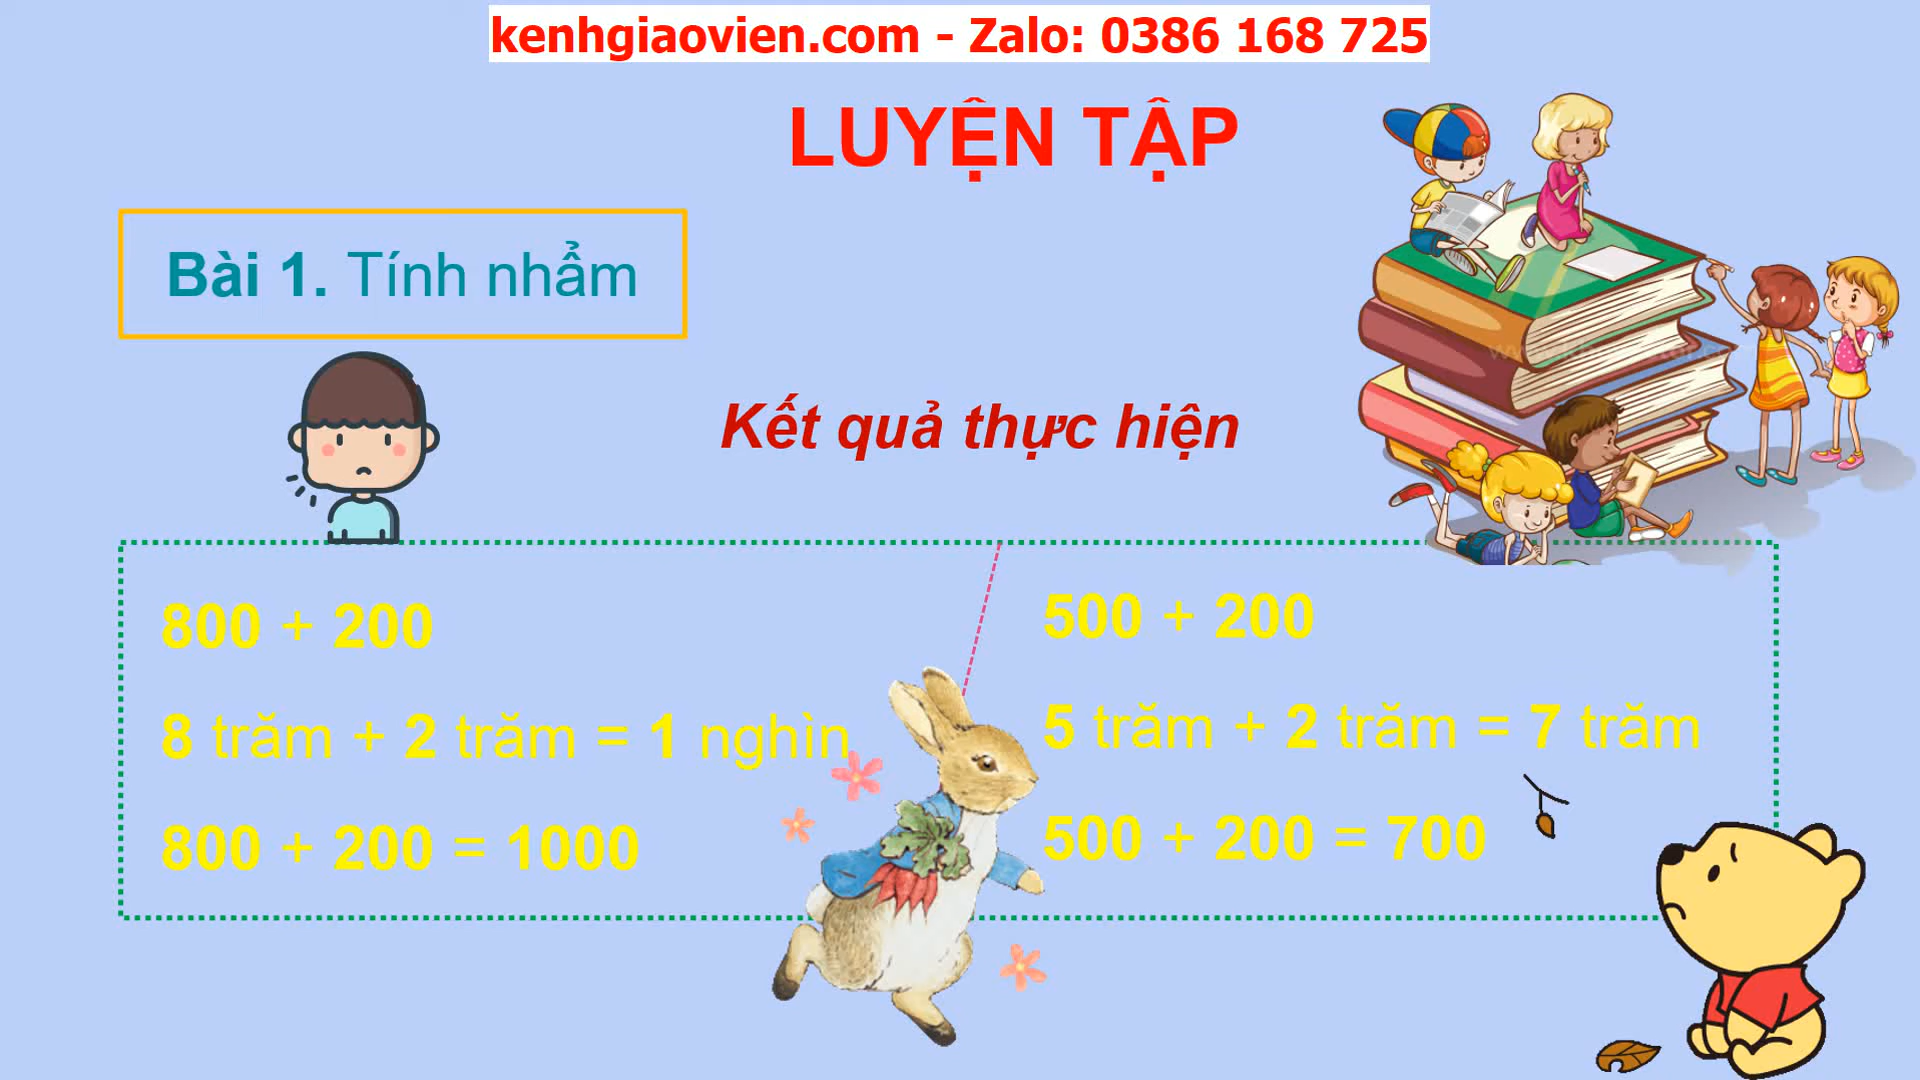 kenhgiaovien.com - Zalo: 0386 168 725
LUYỆN TẬP
Bài 1. Tính nhẩm
Kết quả thực hiện
800 + 200
8 trăm + 2 trăm = 1 nghìn
800 + 200 = 1000
500 + 200
5 trăm + 2 trăm = 7 trăm
500 + 200 = 700